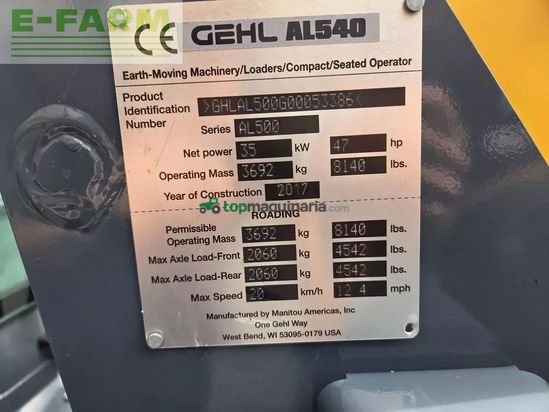 E-FARM
CE GEHL AL540
Earth-Moving Machinery/Loaders/Compact/Seated Operator
Product Identification Number >GHLAL500G00053386<
Series AL500
Net power 35 kW 47 hp
Operating Mass 3692 kg 8140 lbs.
Year of Construction 2017
topmaquinaria.com
ROADING
Permissible Operating Mass 3692 kg 8140 lbs.
Max Axle Load-Front 2060 kg 4542 lbs.
Max Axle Load-Rear 2060 kg 4542 lbs.
Max Speed 20 km/h 12 4 mph
Manufactured by Manitou Americas, Inc
One Gehl Way
West Bend, WI 53095-0179 USA